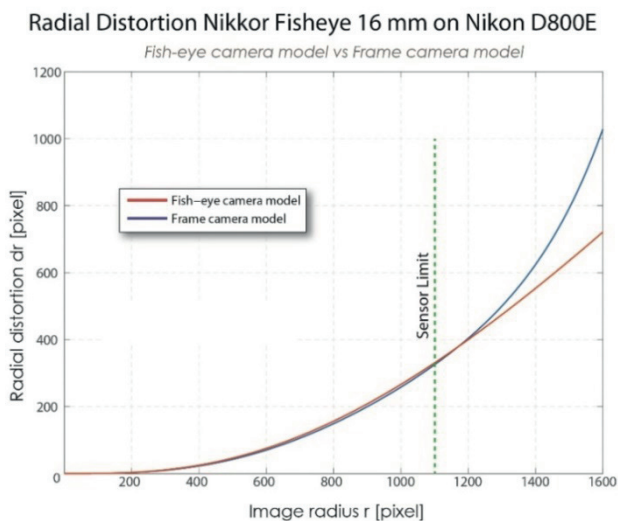 Radial Distortion Nikkor Fisheye 16 mm on Nikon D800E
Fish-eye camera model vs Frame camera model
1200
1000
800
600
400
200
0
Radial distortion dr [pixel]
Fish-eye camera model
Frame camera model
Sensor Limit
200 400 600 800 1000 1200 1400 1600
Image radius r [pixel]